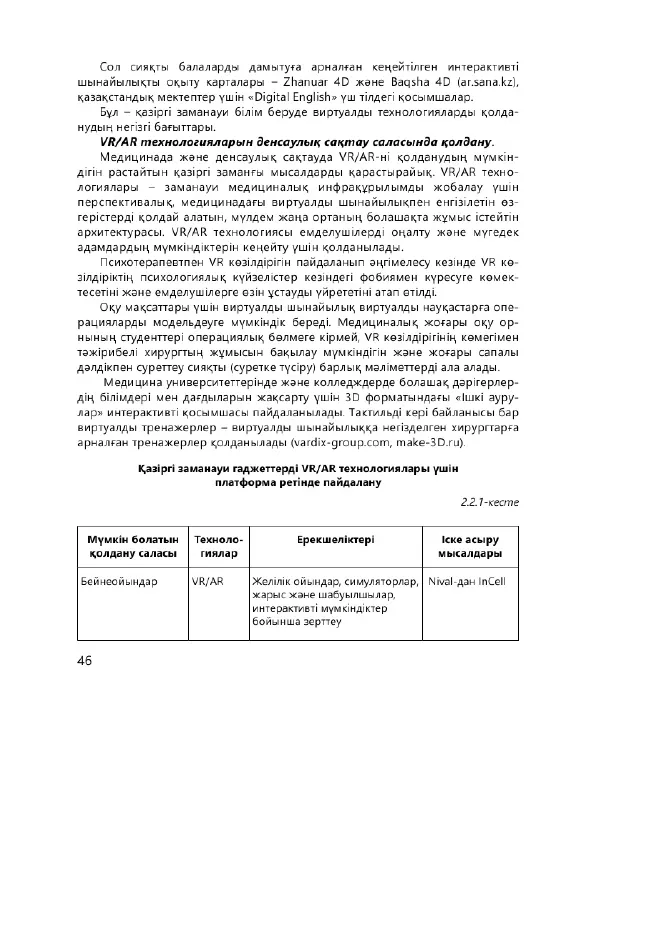 Сол сияқты балаларды дамытуға арналған кеңейтілген интерактивті
шынайылықты оқыту карталары – Zhanuar 4D және Baqsha 4D (ar.sana.kz),
қазақстандық мектептер үшін «Digital English» үш тілдегі қосымшалар.
Бұл – қазіргі заманауи білім беруде виртуалды технологияларды қолда-
нудың негізгі бағыттары.
VR/AR технологияларын денсаулық сақтау саласында қолдану.
Медицинада және денсаулық сақтауда VR/AR-ні қолданудың мүмкін-
дігін растайтын қазіргі заманғы мысалдарды қарастырайық. VR/AR техно-
логиялары – заманауи медициналық инфрақұрылымды жобалау үшін
перспективалық, медицинадағы виртуалды шынайылықпен енгізілетін өз-
герістерді қолдай алатын, мүлдем жаңа ортаның болашақта жұмыс істейтін
архитектурасы. VR/AR технологиясы емделушілерді оңалту және мүгедек
адамдардың мүмкіндіктерін кеңейту үшін қолданылады.
Психотерапевтпен VR көзілдірігін пайдаланып әңгімелесу кезінде VR кө-
зілдіріктің психологиялық күйзелістер кезіндегі фобиямен күресуге көмек-
тесетіні және емделушілерге өзін ұстауды үйрететіні атап өтілді.
Оқу мақсаттары үшін виртуалды шынайылық виртуалды науқастарға опе-
рацияларды модельдеуге мүмкіндік береді. Медициналық жоғары оқу ор-
нының студенттері операциялық бөлмеге кірмей, VR көзілдірігінің көмегімен
тәжірибелі хирургтың жұмысын бақылау мүмкіндігін және жоғары сапалы
дәлдікпен суреттеу сияқты (суретке түсіру) барлық мәліметтерді ала алады.
Медицина университеттерінде және колледждерде болашақ дәрігерлер-
дің білімдері мен дағдыларын жақсарту үшін 3D форматындағы «Ішкі ауру-
лар» интерактивті қосымшасы пайдаланылады. Тактильді кері байланысы бар
виртуалды тренажерлер – виртуалды шынайылыққа негізделген хирургтарға
арналған тренажерлер қолданылады (vardix-group.com, make-3D.ru).
Қазіргі заманауи гаджеттерді VR/AR технологиялары үшін
платформа ретінде пайдалану
2.2.1-кесте
Мүмкін болатын Техноло- Ерекшеліктері Іске асыру
қолдану саласы гиялар мысалдары
Бейнеойындар VR/AR Желілік ойындар, симуляторлар, Nival-дан InCell
жарыс және шабуылшылар,
интерактивті мүмкіндіктер
бойынша зерттеу
46